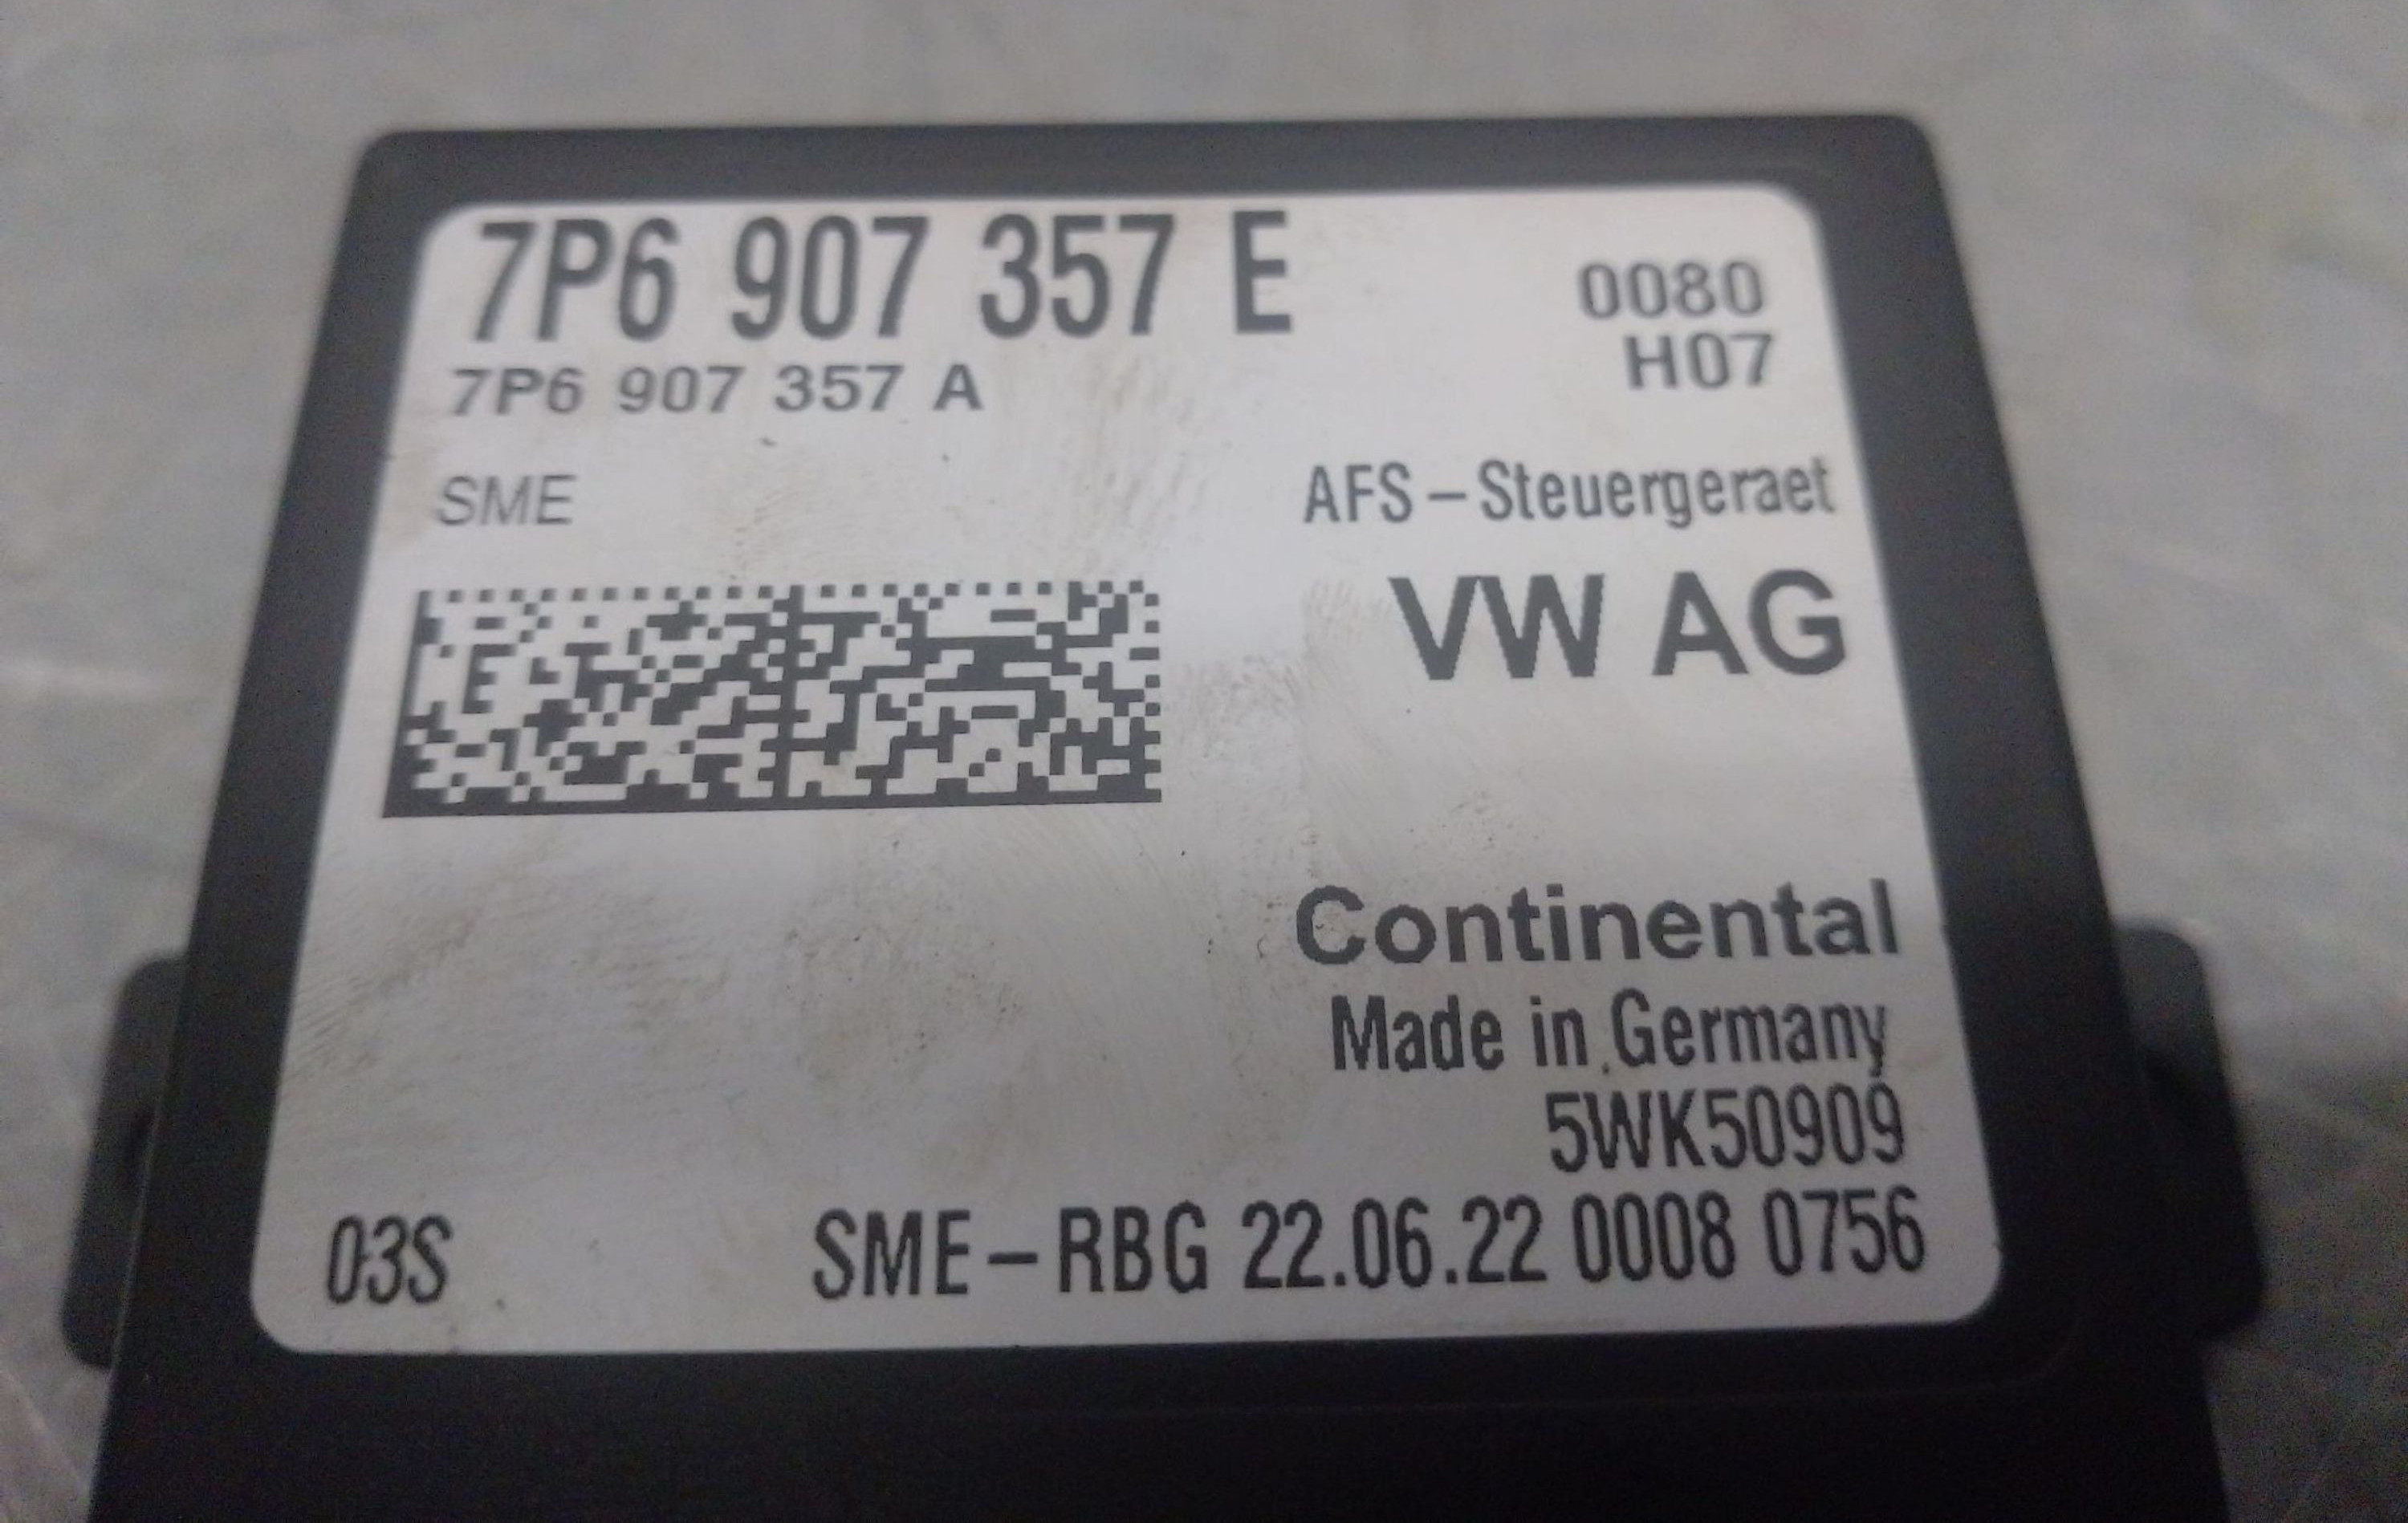 7P6 907 357 E
0080
7P6 907 357 A
H07
SME
AFS-Steuergeraet
VW AG
Continental
Made in Germany
5WK50909
03S
SME-RBG 22.06.22 0008 0756